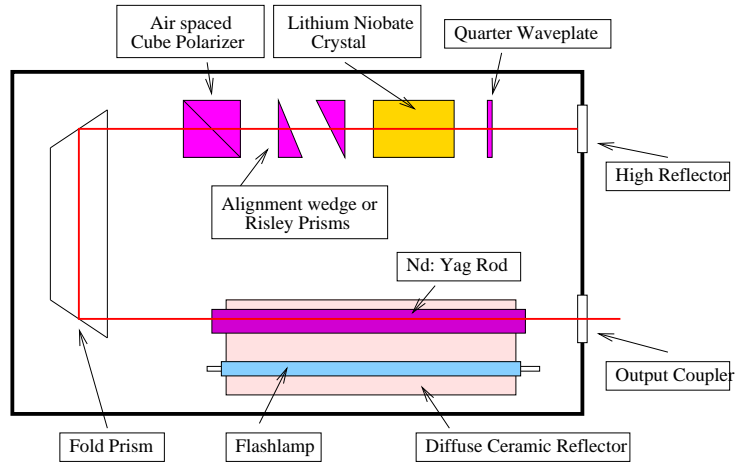 Air spaced
Cube Polarizer
Lithium Niobate
Crystal
Quarter Waveplate
High Reflector
Alignment wedge or
Risley Prisms
Nd: Yag Rod
Output Coupler
Fold Prism
Flashlamp
Diffuse Ceramic Reflector